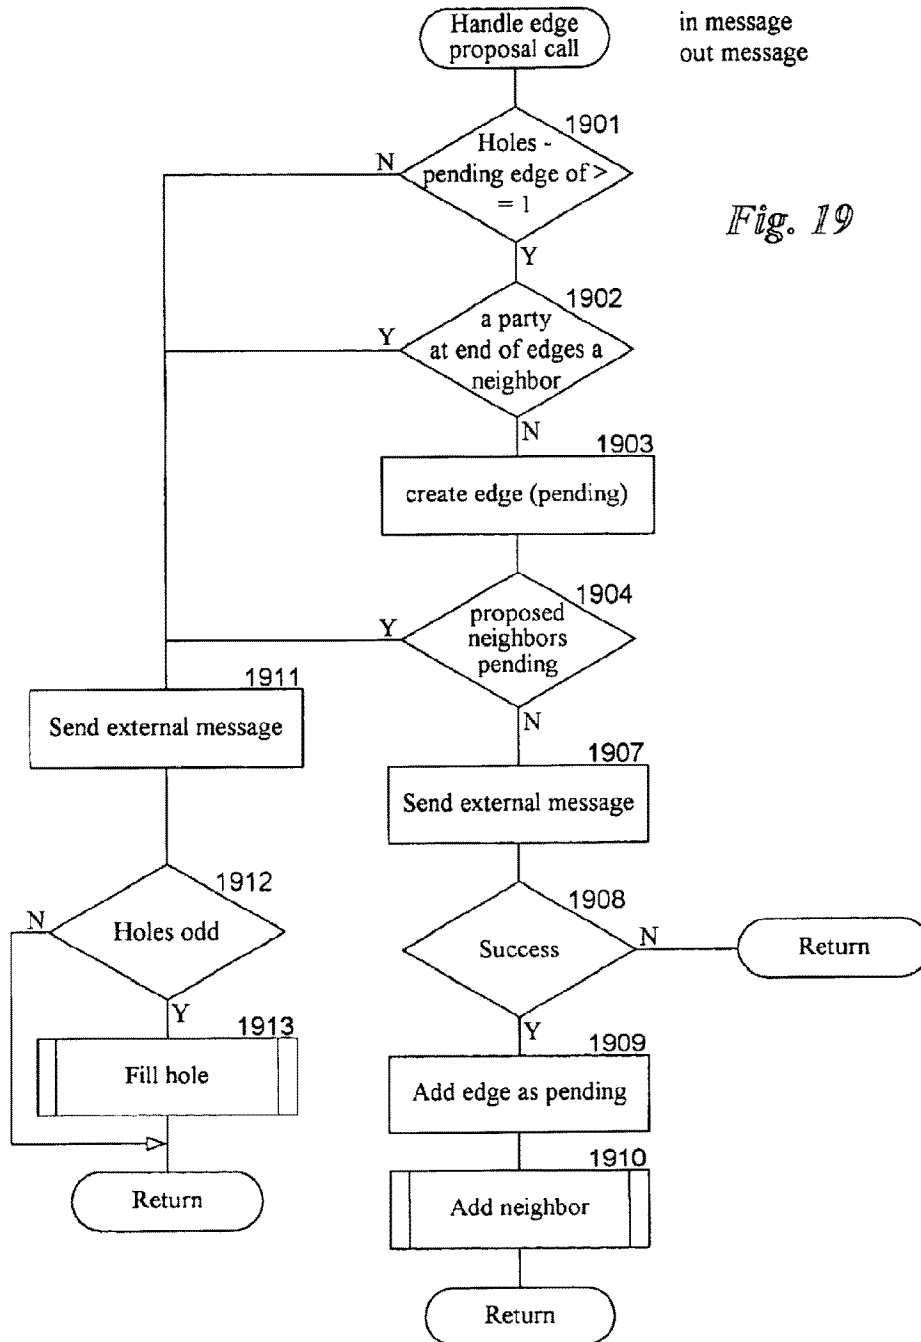 Handle edge
proposal call
in message
out message
1901
Holes -
pending edge of >
= 1
N
Y
Fig. 19
1902
a party
at end of edges a
neighbor
Y
N
1903
create edge (pending)
1904
proposed
neighbors
pending
Y
N
1911
Send external message
1907
Send external message
1912
Holes odd
N
Y
1908
Success
N
Return
Y
1913
Fill hole
1909
Add edge as pending
1910
Add neighbor
Return
Return